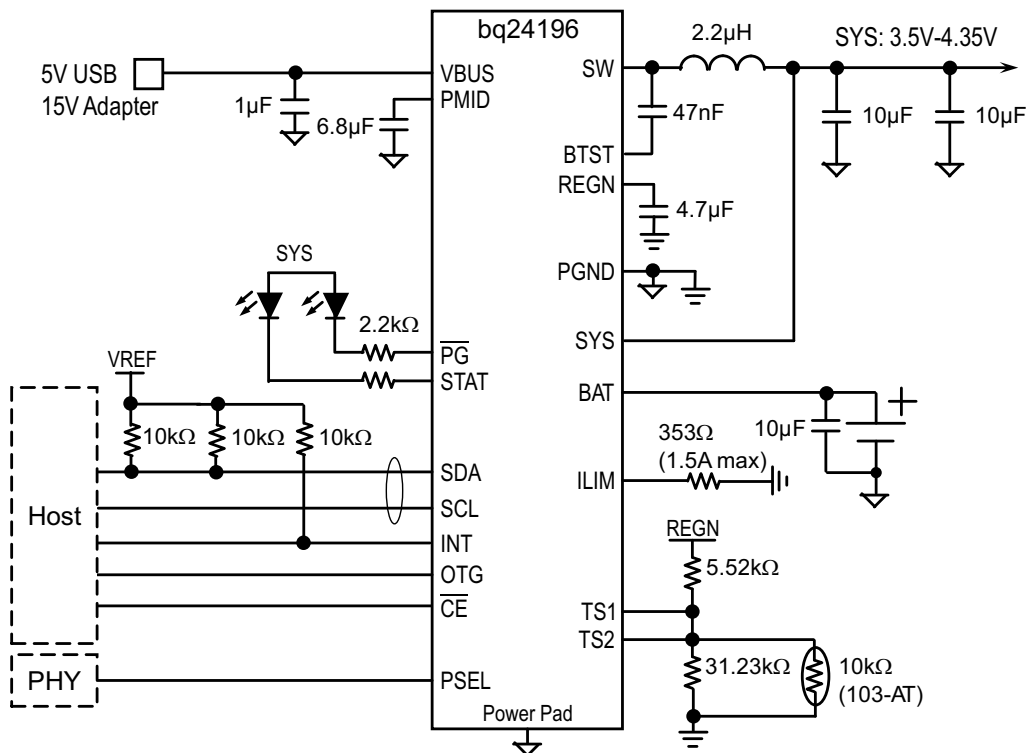 bq24196
5V USB
15V Adapter
1µF
6.8µF
VBUS
PMID
SW
2.2µH
SYS: 3.5V-4.35V
47nF
10µF
10µF
BTST
REGN
4.7µF
PGND
SYS
SYS
2.2kΩ
PG
STAT
BAT
10µF
+
VREF
10kΩ
10kΩ
10kΩ
353Ω
(1.5A max)
ILIM
Host
SDA
SCL
INT
OTG
CE
REGN
5.52kΩ
TS1
TS2
31.23kΩ
10kΩ
(103-AT)
PHY
PSEL
Power Pad